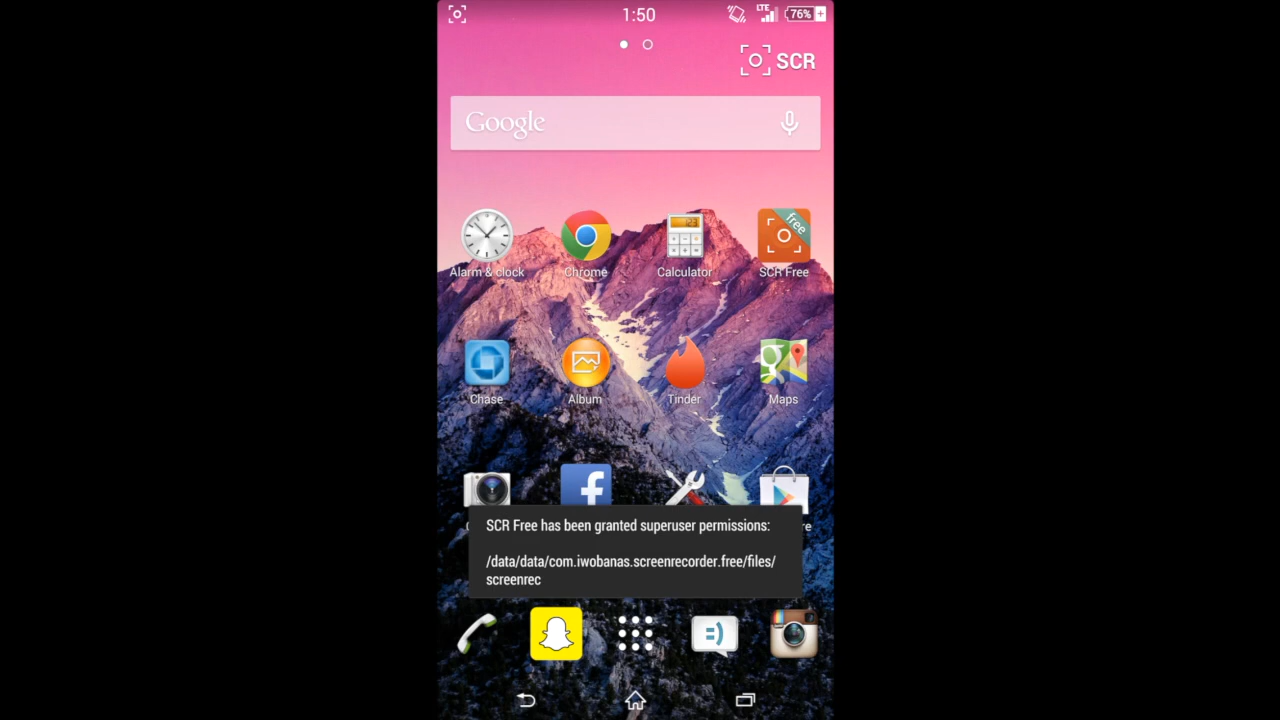 1:50
LTE
76%
SCR
Google
free
Alarm & clock
Chrome
Calculator
SCR Free
Chase
Album
Tinder
Maps
SCR Free has been granted superuser permissions:
/data/data/com.iwobanas.screenrecorder.free/files/
screenrec